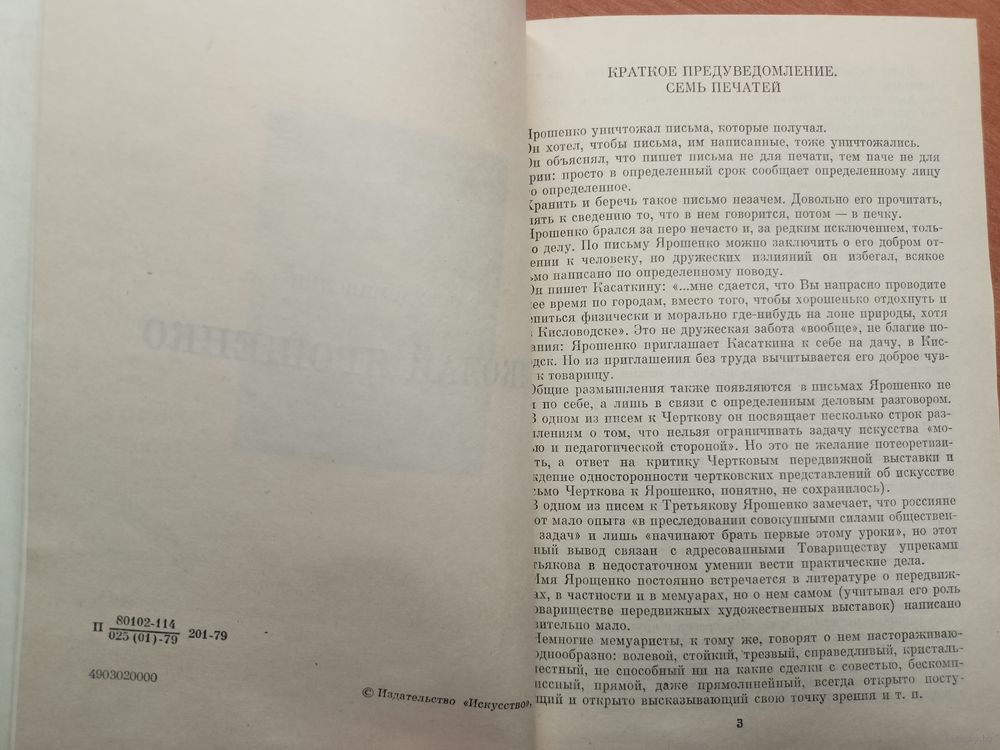 П 80102-114
025 (01)-79 201-79
4903020000
© Издательство «Искусство»,
КРАТКОЕ ПРЕДУВЕДОМЛЕНИЕ.
СЕМЬ ПЕЧАТЕЙ
Ярошенко уничтожал письма, которые получал.
Он хотел, чтобы письма, им написанные, тоже уничтожались.
Он объяснял, что пишет письма не для печати, тем паче не для
рии: просто в определенный срок сообщает определенному лицу
о определенное.
Хранить и беречь такое письмо незачем. Довольно его прочитать,
нять к сведению то, что в нем говорится, потом — в печку.
Ярошенко брался за перо нечасто и, за редким исключением, толь-
о делу. По письму Ярошенко можно заключить о его добром от-
ении к человеку, но дружеских излияний он избегал, всякое
ьмо написано по определенному поводу.
Он пишет Касаткину: «...мне сдается, что Вы напрасно проводите
ее время по городам, вместо того, чтобы хорошенько отдохнуть и
епиться физически и морально где-нибудь на лоне природы, хотя
Кисловодске». Это не дружеская забота «вообще», не благие по-
ания: Ярошенко приглашает Касаткина к себе на дачу, в Кис-
одск. Но из приглашения без труда вычитывается его доброе чув-
к товарищу.
Общие размышления также появляются в письмах Ярошенко не
и по себе, а лишь в связи с определенным деловым разговором.
В одном из писем к Черткову он посвящает несколько строк раз-
лениям о том, что нельзя ограничивать задачу искусства «мо-
ью и педагогической стороной». Но это не желание потеоретизи-
ть, а ответ на критику Чертковым передвижной выставки и
ждение односторонности чертковских представлений об искусстве
сьмо Черткова к Ярошенко, понятно, не сохранилось).
В одном из писем к Третьякову Ярошенко замечает, что россияне
от мало опыта «в преследовании совокупными силами обществен-
задач» и лишь «начинают брать первые этому уроки», но этот
ный вывод связан с адресованными Товариществу упреками
тьякова в недостаточном умении вести практические дела.
Имя Ярошенко постоянно встречается в литературе о передвиж-
ах, в частности и в мемуарах, но о нем самом (учитывая его роль
овариществе передвижных художественных выставок) написано
вительно мало.
Немногие мемуаристы, к тому же, говорят о нем настораживаю-
однообразно: волевой, стойкий, трезвый, справедливый, кристаль-
честный, не способный ни на какие сделки с совестью, бескомп-
миссный, прямой, даже прямолинейный, всегда открыто посту-
ющий и открыто высказывающий свою точку зрения и т. п.
3